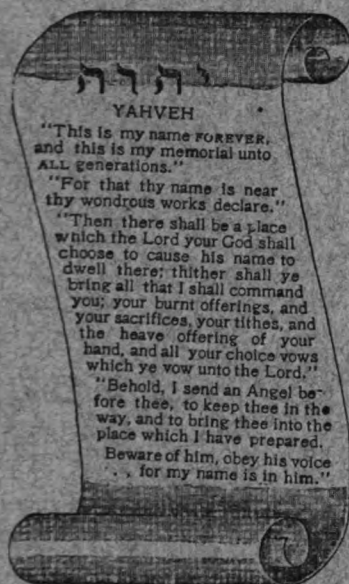 יהוה
YAHVEH
"This is my name FOREVER,
and this is my memorial unto
ALL generations."
"For that thy name is near
thy wondrous works declare."
"Then there shall be a place
which the Lord your God shall
choose to cause his name to
dwell there; thither shall ye
bring all that I shall command
you; your burnt offerings, and
your sacrifices, your tithes, and
the heave offering of your
hand, and all your choice vows
which ye vow unto the Lord."
"Behold, I send an Angel be-
fore thee, to keep thee in the
way, and to bring thee into the
place which I have prepared.
Beware of him, obey his voice
. . . for my name is in him."